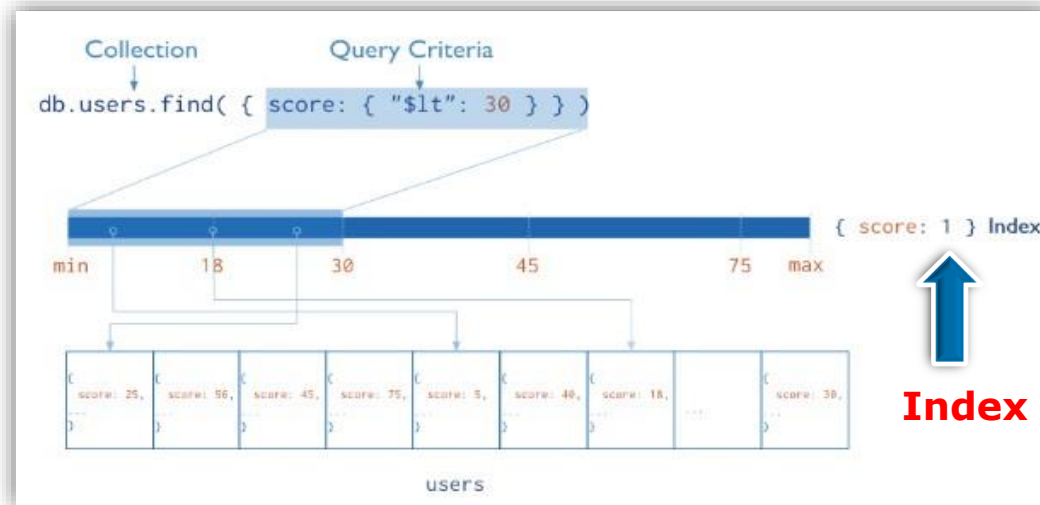 Collection Query Criteria
db.users.find( { score: { "$lt": 30 } } )
{ score: 1 } Index
min 18 30 45 75 max
Index
{ { { { { { { {
score: 25, score: 56, score: 45, score: 75, score: 5, score: 40, score: 18, score: 30,
... ... ... ... ... ... ... ... ...
} } } } } } } }
users